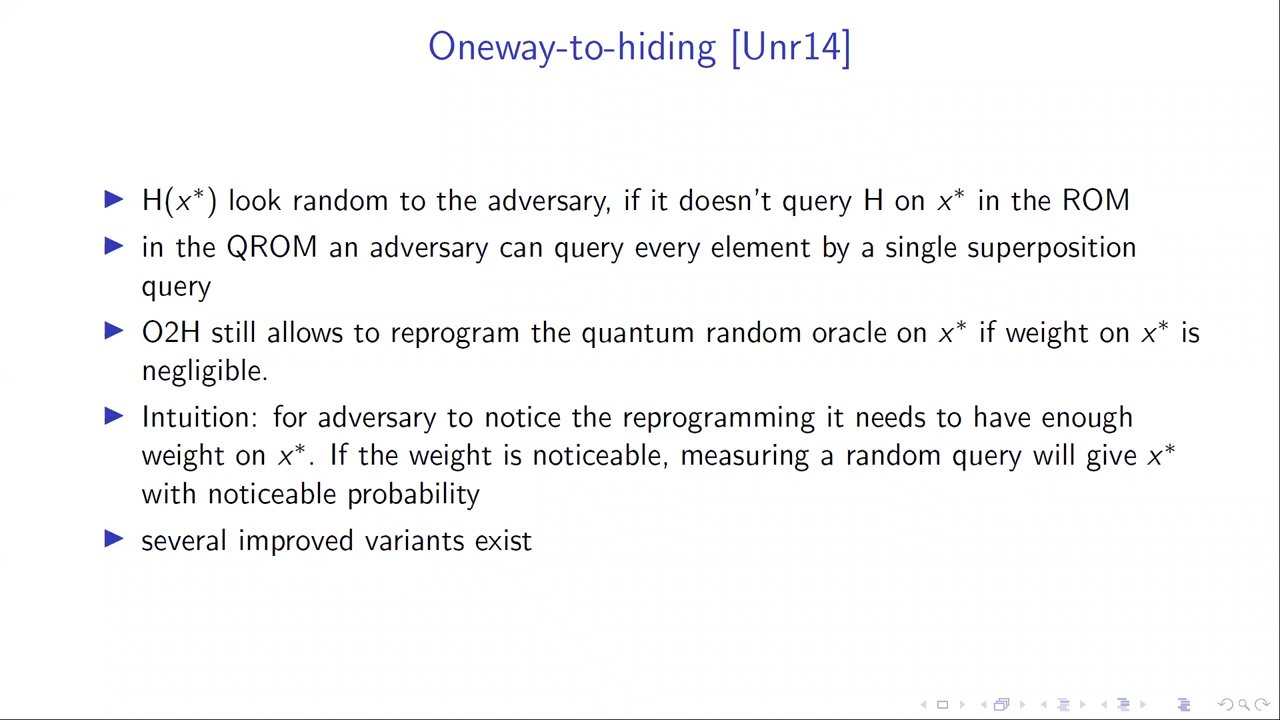 Oneway-to-hiding [Unr14]
H(x*) look random to the adversary, if it doesn't query H on x* in the ROM
in the QROM an adversary can query every element by a single superposition
query
O2H still allows to reprogram the quantum random oracle on x* if weight on x* is
negligible.
Intuition: for adversary to notice the reprogramming it needs to have enough
weight on x*. If the weight is noticeable, measuring a random query will give x*
with noticeable probability
several improved variants exist